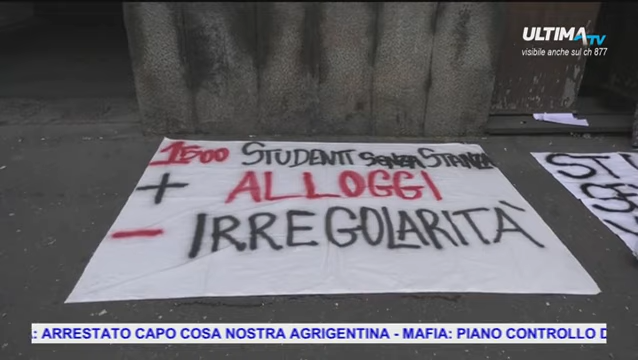 ULTIMA TV
visibile anche sul ch 877
1500 STUDENTI SENZA STANZA
+ ALLOGGI
- IRREGOLARITÀ
ST
: ARRESTATO CAPO COSA NOSTRA AGRIGENTINA - MAFIA: PIANO CONTROLLO D